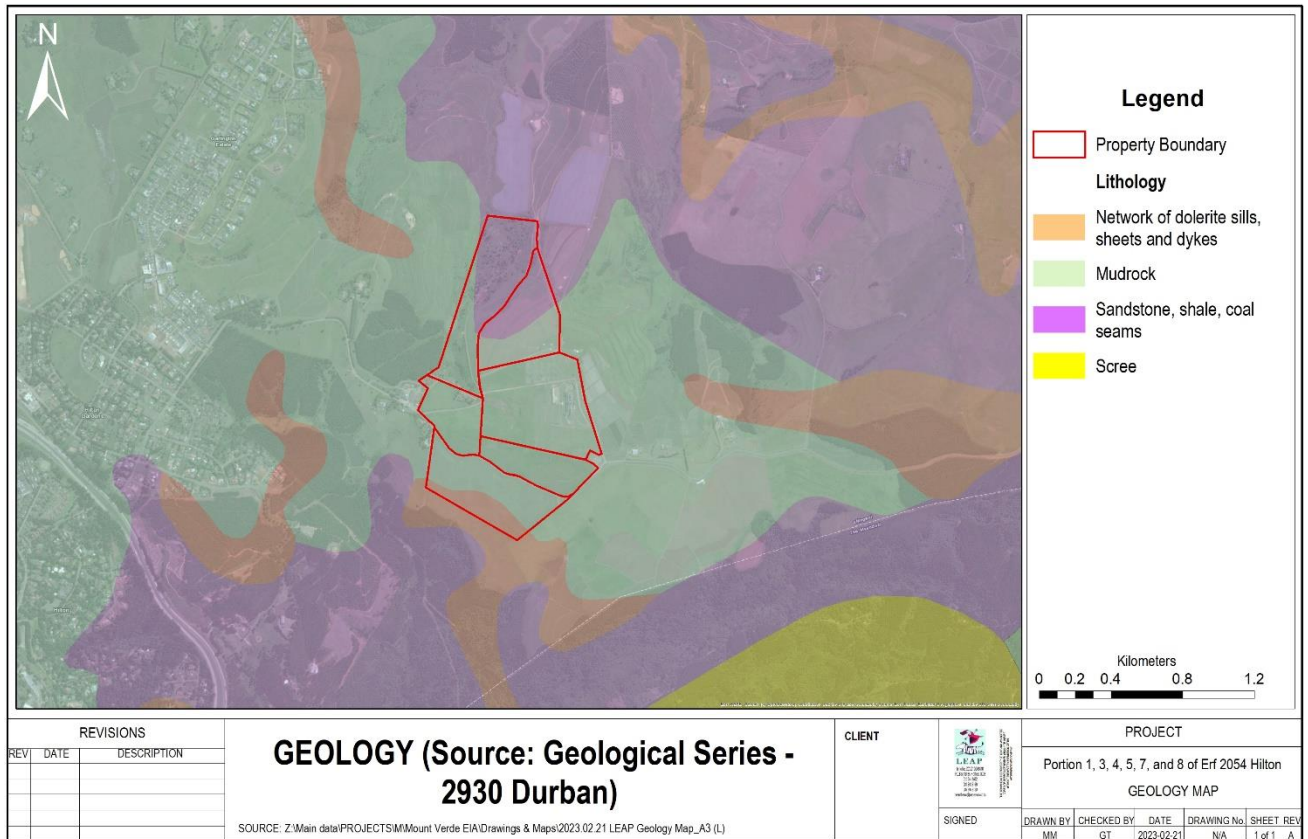 N
Legend
Property Boundary
Lithology
Network of dolerite sills,
sheets and dykes
Mudrock
Sandstone, shale, coal
seams
Scree
Kilometers
0 0.2 0.4 0.8 1.2
Estate
Hilton
Gardens
Hilton
REVISIONS
REV DATE DESCRIPTION
GEOLOGY (Source: Geological Series -
2930 Durban)
SOURCE: Z:\Main data\PROJECTS\M\Mount Verde EIA\Drawings & Maps\2023.02.21 LEAP Geology Map_A3 (L)
CLIENT
LEAP
SIGNED
PROJECT
Portion 1, 3, 4, 5, 7, and 8 of Erf 2054 Hilton
GEOLOGY MAP
DRAWN BY CHECKED BY DATE DRAWING No. SHEET REV
MM GT 2023-02-21 N/A 1 of 1 A